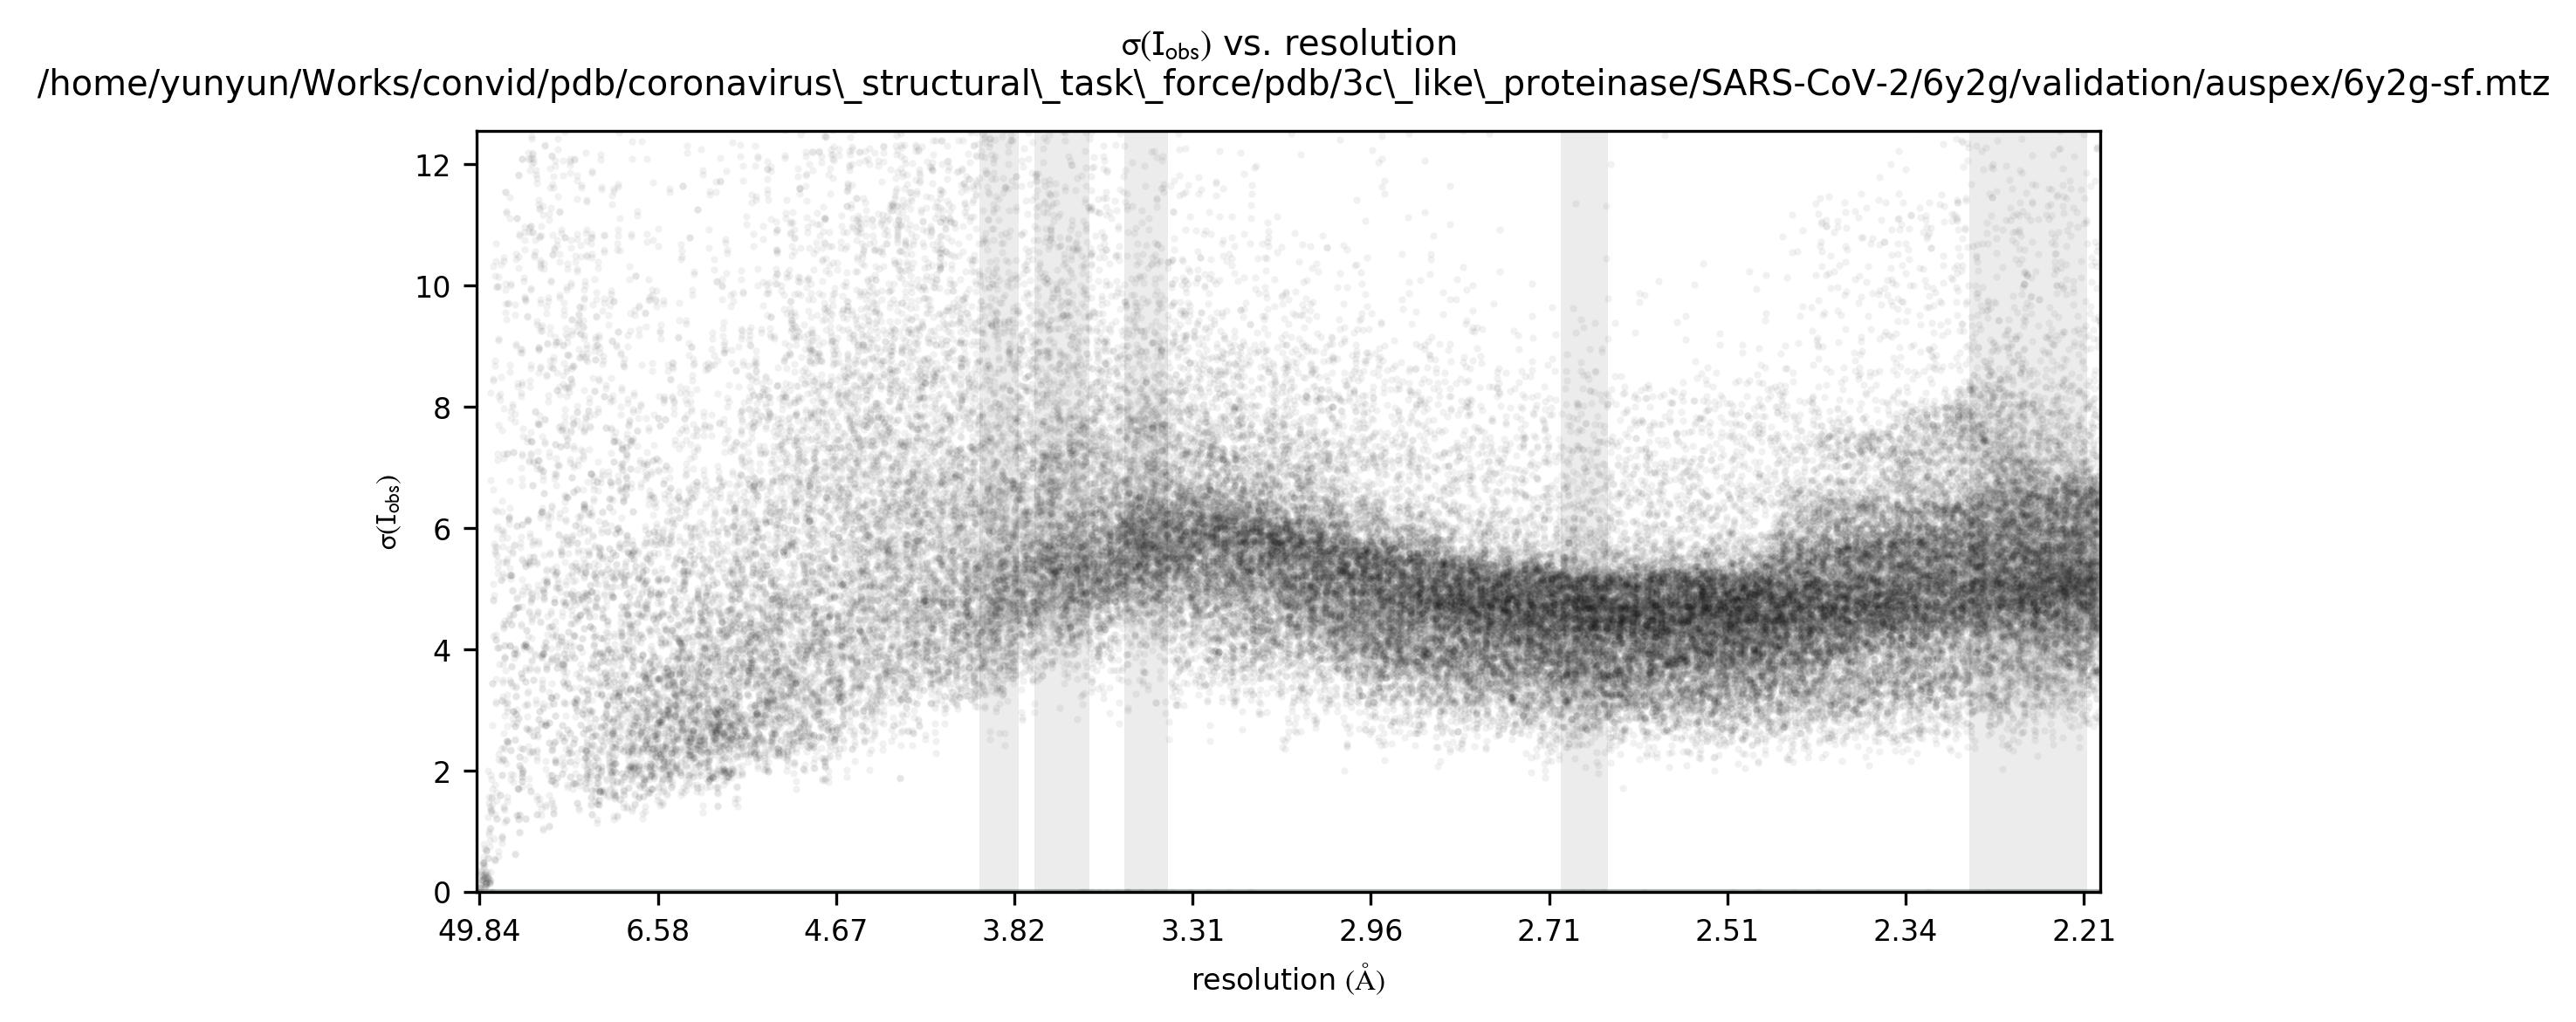 σ(I_obs) vs. resolution
/home/yunyun/Works/convid/pdb/coronavirus\_structural\_task\_force/pdb/3c\_like\_proteinase/SARS-CoV-2/6y2g/validation/auspex/6y2g-sf.mtz
12
10
8
6
4
2
0
σ(I_obs)
49.84 6.58 4.67 3.82 3.31 2.96 2.71 2.51 2.34 2.21
resolution (Å)